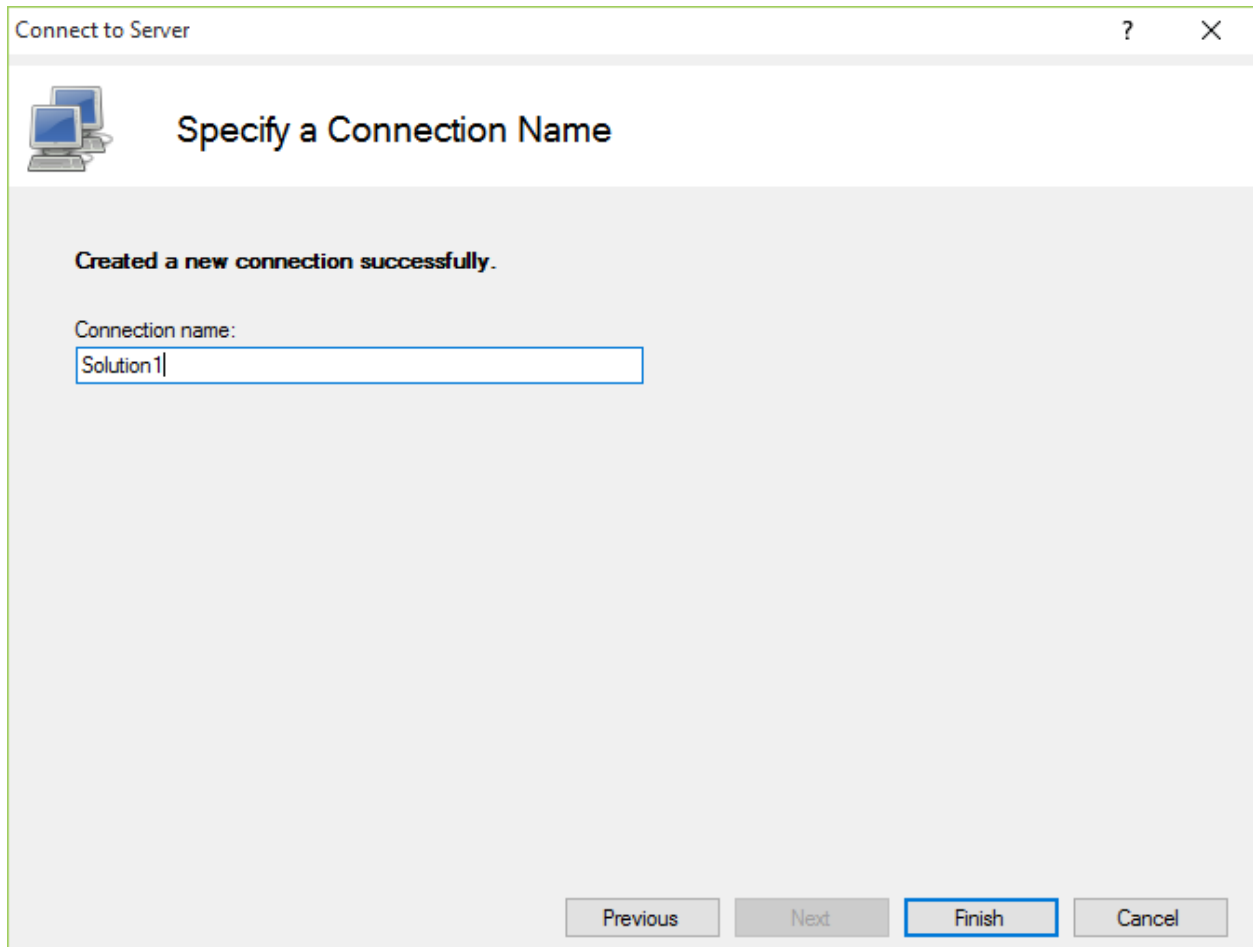 Connect to Server ?
Specify a Connection Name
Created a new connection successfully.
Connection name:
Solution1
Previous Next Finish Cancel